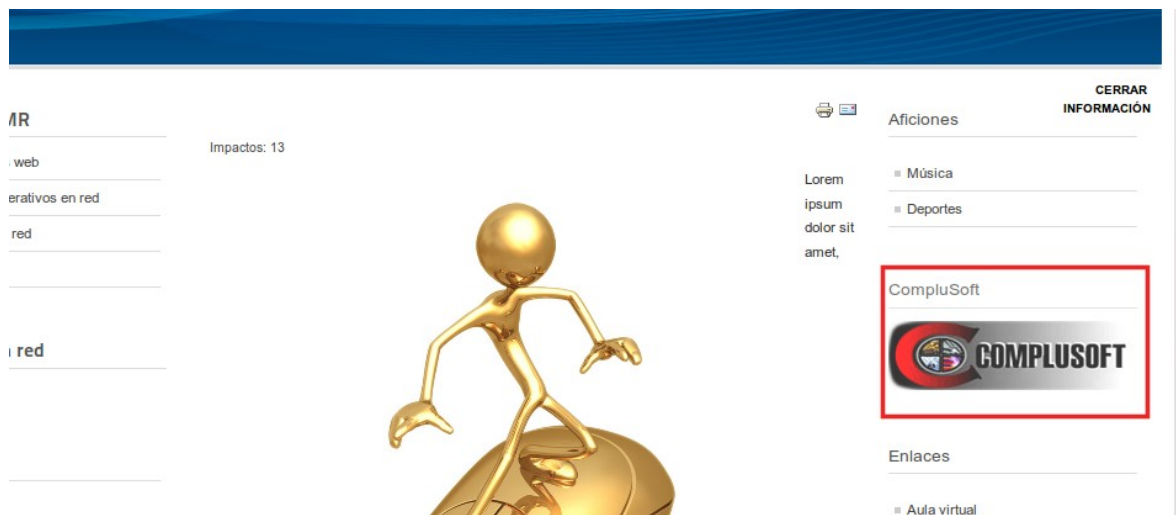 MR
web
erativos en red
red
red
Impactos: 13
Lorem
ipsum
dolor sit
amet,
CERRAR
INFORMACIÓN
Aficiones
Música
Deportes
CompluSoft
COMPLUSOFT
Enlaces
Aula virtual